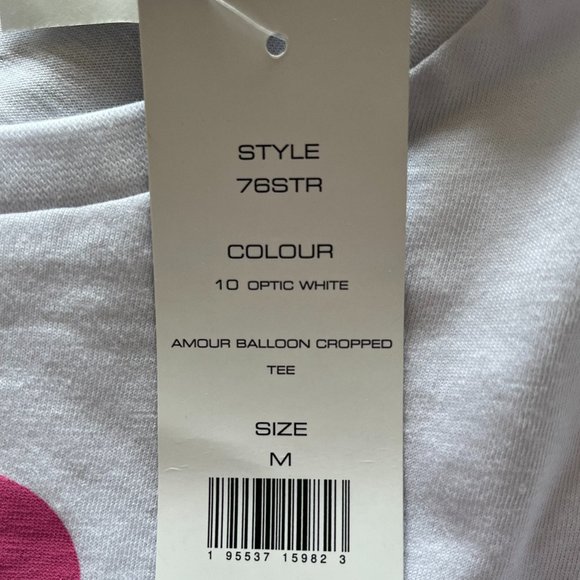 STYLE
76STR
COLOUR
10 OPTIC WHITE
AMOUR BALLOON CROPPED
TEE
SIZE
M
1 95537 15982 3